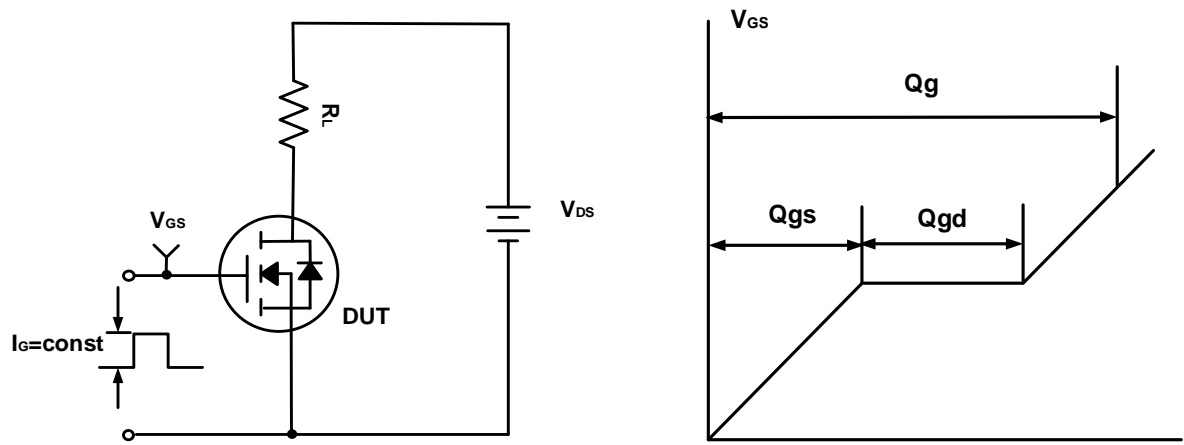 RL
VGS
VDS
DUT
IG=const
VGS
Qg
Qgs
Qgd